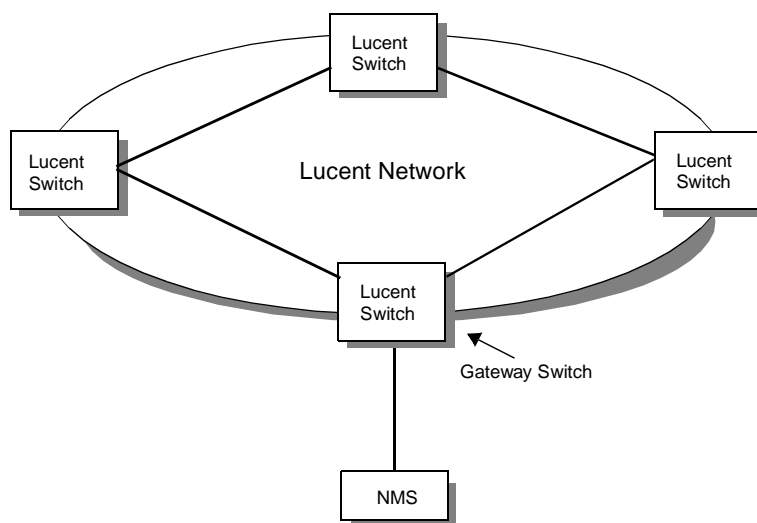 Lucent
Switch
Lucent
Switch
Lucent Network
Lucent
Switch
Lucent
Switch
Gateway Switch
NMS